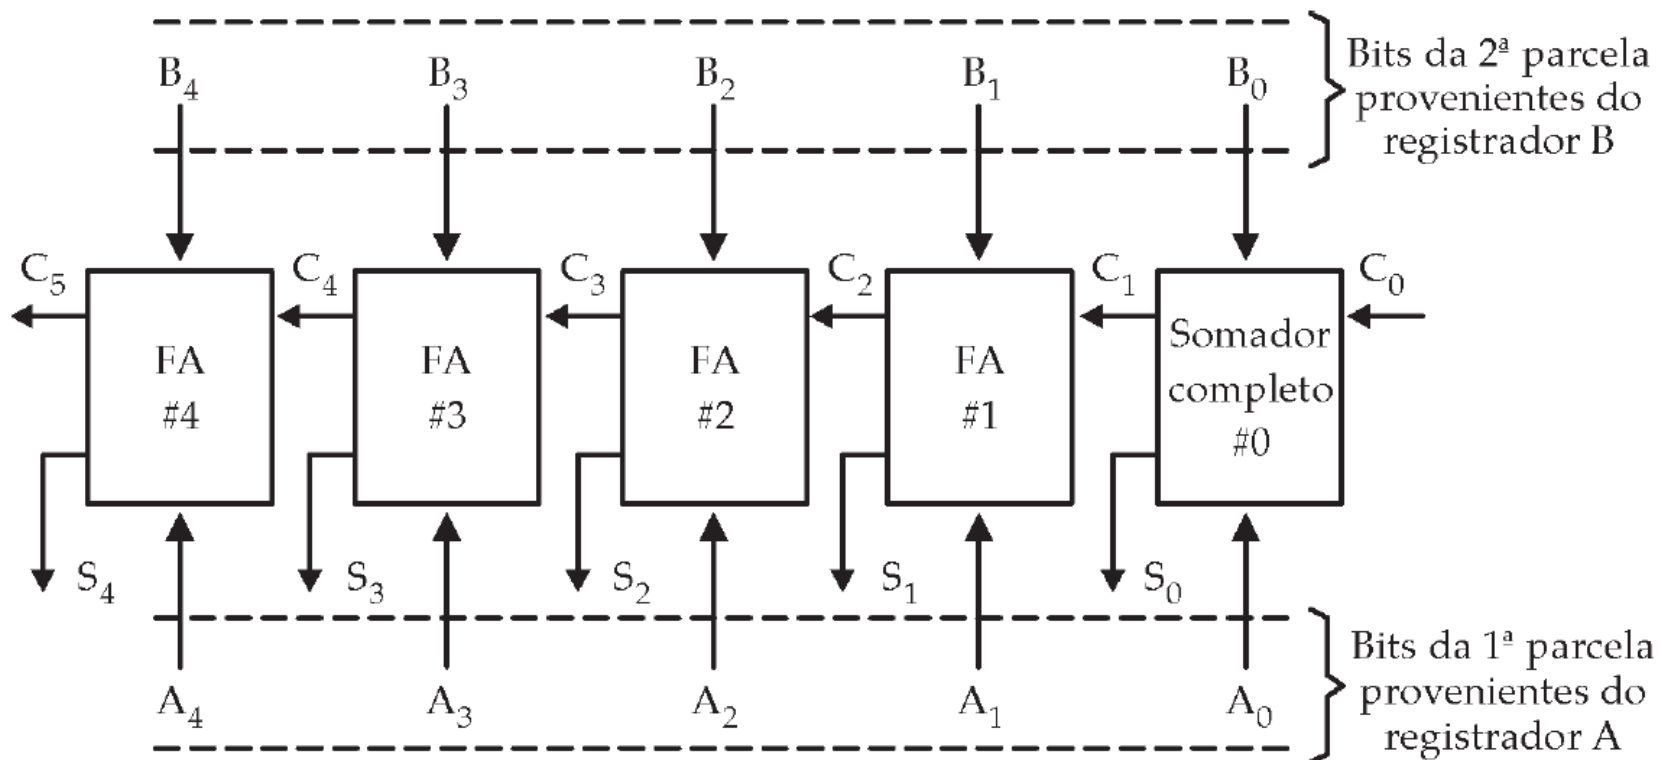 B4 B3 B2 B1 B0
Bits da 2ª parcela
provenientes do
registrador B
C5 C4 C3 C2 C1 C0
FA
#4
FA
#3
FA
#2
FA
#1
Somador
completo
#0
S4 S3 S2 S1 S0
A4 A3 A2 A1 A0
Bits da 1ª parcela
provenientes do
registrador A